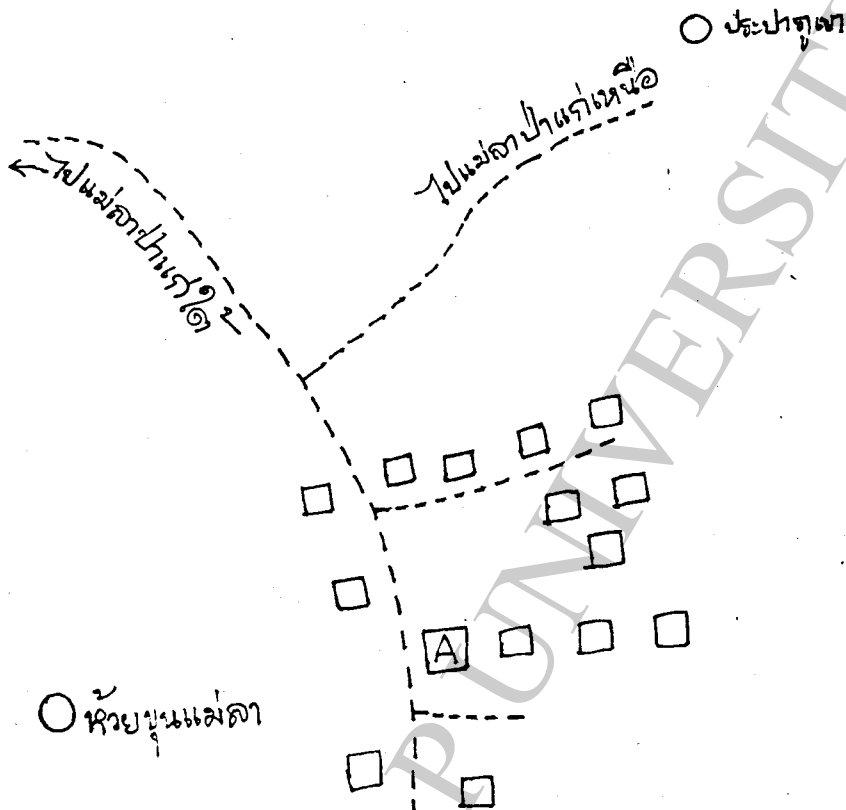 ประปาภูเขา
ไปแม่ลาป่าแก่เหนือ
ไปแม่ลาป่าแก่ใต้
A
ห้วยขุนแม่ลา
P UNIVERSIT